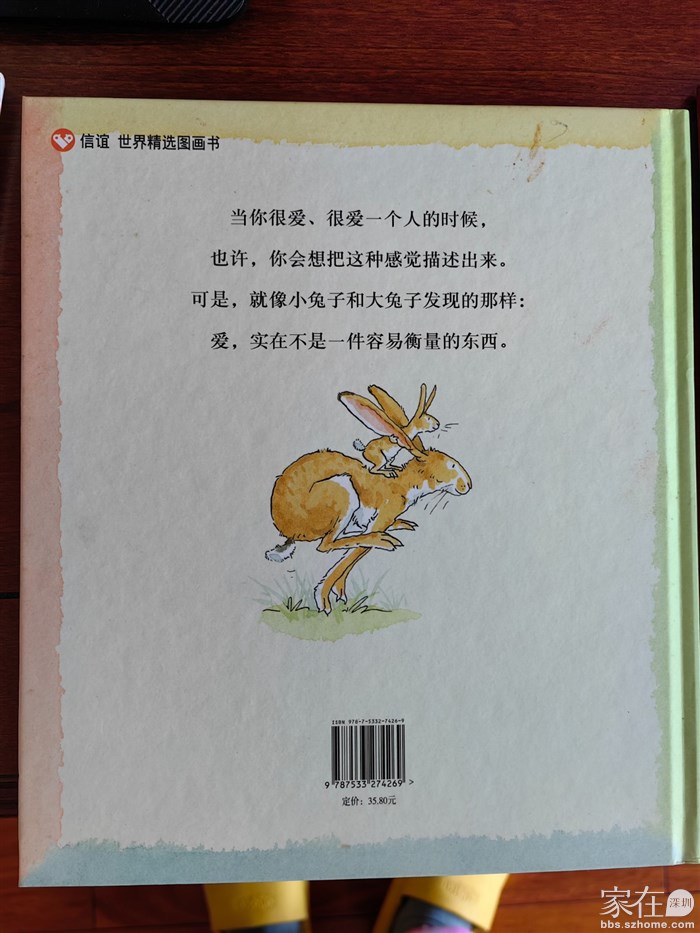 信谊 世界精选图画书
当你很爱、很爱一个人的时候，
也许，你会想把这种感觉描述出来。
可是，就像小兔子和大兔子发现的那样：
爱，实在不是一件容易衡量的东西。
ISBN 978-7-5332-7426-9
9 787533 274269 >
定价：35.80元
家在 深圳
bbs.szhome.com